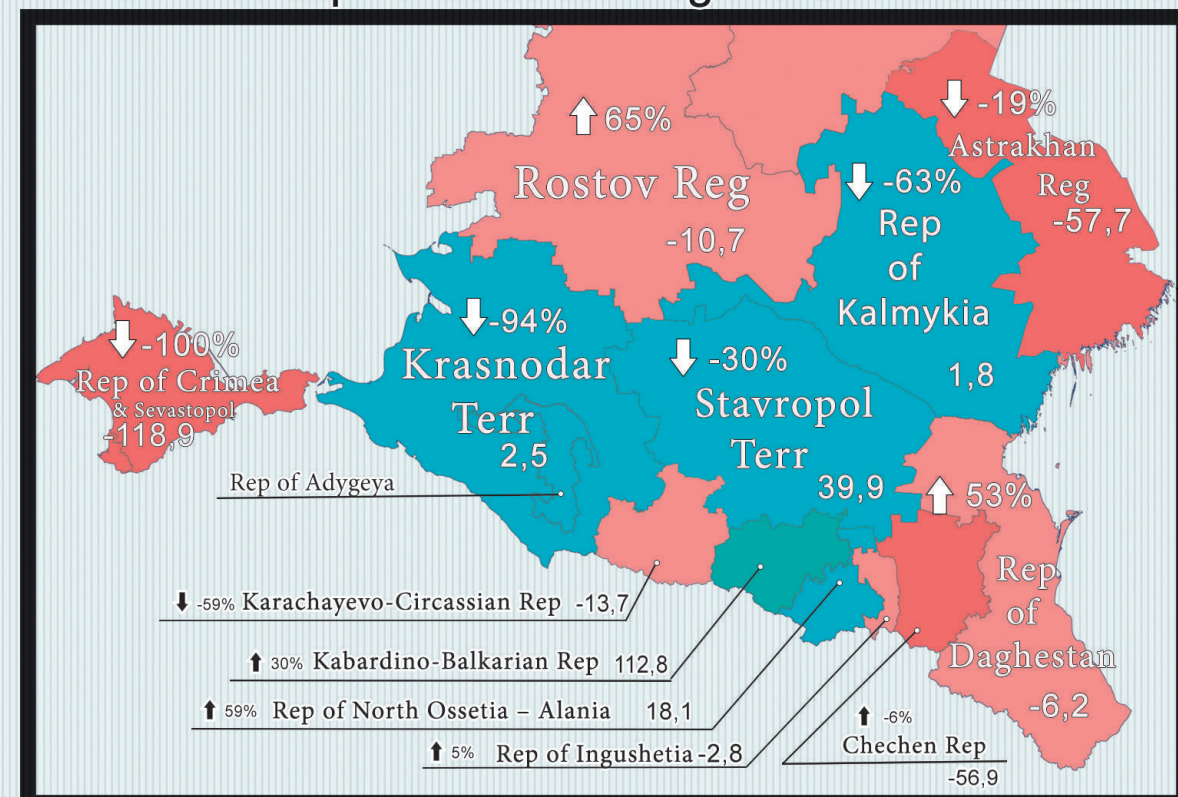 65%
Rostov Reg
-10,7
-19%
Astrakhan
Reg
-57,7
-63%
Rep
of
Kalmykia
1,8
-100%
Rep of Crimea
& Sevastopol
-118,9
-94%
Krasnodar
Terr
2,5
-30%
Stavropol
Terr
39,9
Rep of Adygeya
53%
Rep
of
Daghestan
-6,2
-59% Karachayevo-Circassian Rep -13,7
30% Kabardino-Balkarian Rep 112,8
59% Rep of North Ossetia – Alania 18,1
5% Rep of Ingushetia -2,8
-6%
Chechen Rep
-56,9